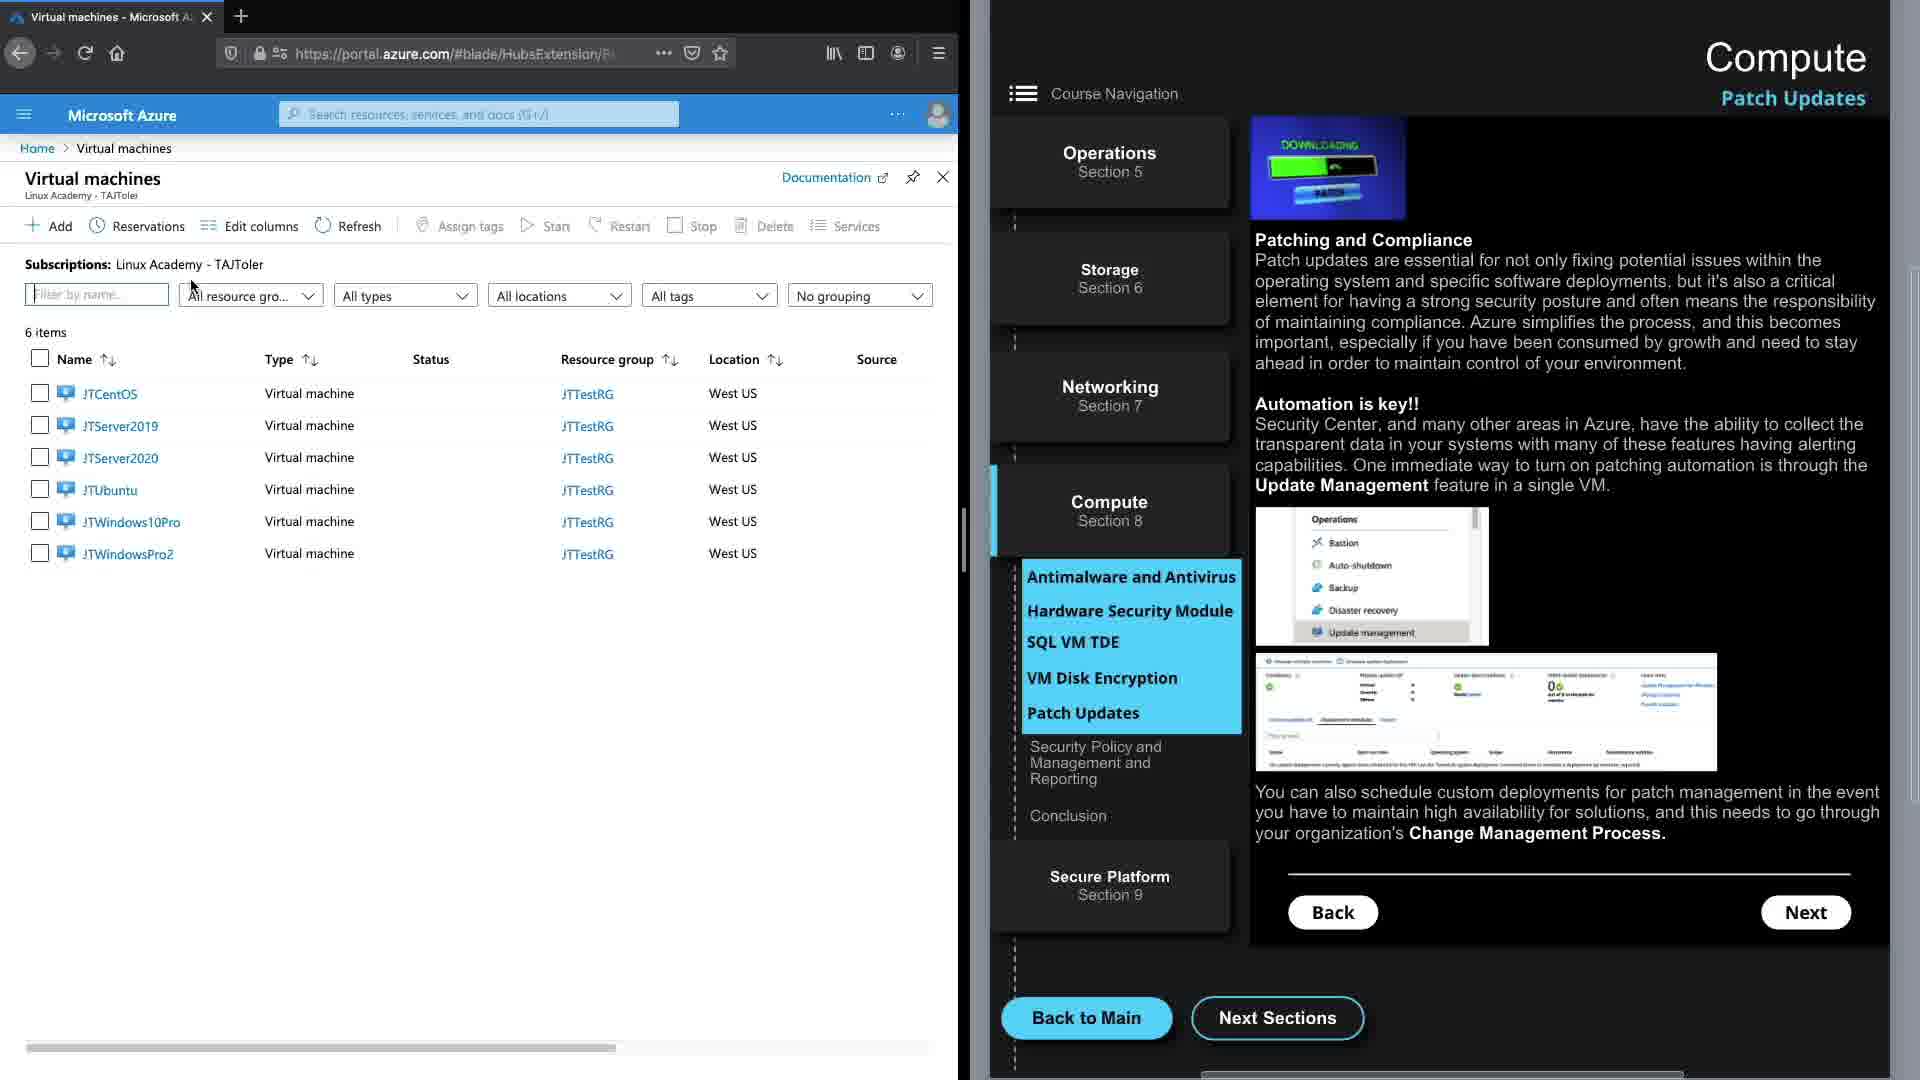 Virtual machines - Microsoft Az
https://portal.azure.com/#blade/HubsExtension/B
Microsoft Azure
Search resources, services, and docs (G+/)
Home > Virtual machines
Virtual machines
Linux Academy - TAJToler
Documentation
Add
Reservations
Edit columns
Refresh
Assign tags
Start
Restart
Stop
Delete
Services
Subscriptions: Linux Academy - TAJToler
Filter by name...
All resource gro...
All types
All locations
All tags
No grouping
6 items
Name Type Status Resource group Location Source
JTCentOS Virtual machine JTTestRG West US
JTServer2019 Virtual machine JTTestRG West US
JTServer2020 Virtual machine JTTestRG West US
JTUbuntu Virtual machine JTTestRG West US
JTWindows10Pro Virtual machine JTTestRG West US
JTWindowsPro2 Virtual machine JTTestRG West US
Compute
Patch Updates
Course Navigation
Operations
Section 5
Storage
Section 6
Networking
Section 7
Compute
Section 8
Antimalware and Antivirus
Hardware Security Module
SQL VM TDE
VM Disk Encryption
Patch Updates
Security Policy and
Management and
Reporting
Conclusion
Secure Platform
Section 9
DOWNLOADING
PATCH
Patching and Compliance
Patch updates are essential for not only fixing potential issues within the
operating system and specific software deployments, but it's also a critical
element for having a strong security posture and often means the responsibility
of maintaining compliance. Azure simplifies the process, and this becomes
important, especially if you have been consumed by growth and need to stay
ahead in order to maintain control of your environment.
Automation is key!!
Security Center, and many other areas in Azure, have the ability to collect the
transparent data in your systems with many of these features having alerting
capabilities. One immediate way to turn on patching automation is through the
Update Management feature in a single VM.
Operations
Bastion
Auto-shutdown
Backup
Disaster recovery
Update management
You can also schedule custom deployments for patch management in the event
you have to maintain high availability for solutions, and this needs to go through
your organization's Change Management Process.
Back
Next
Back to Main
Next Sections